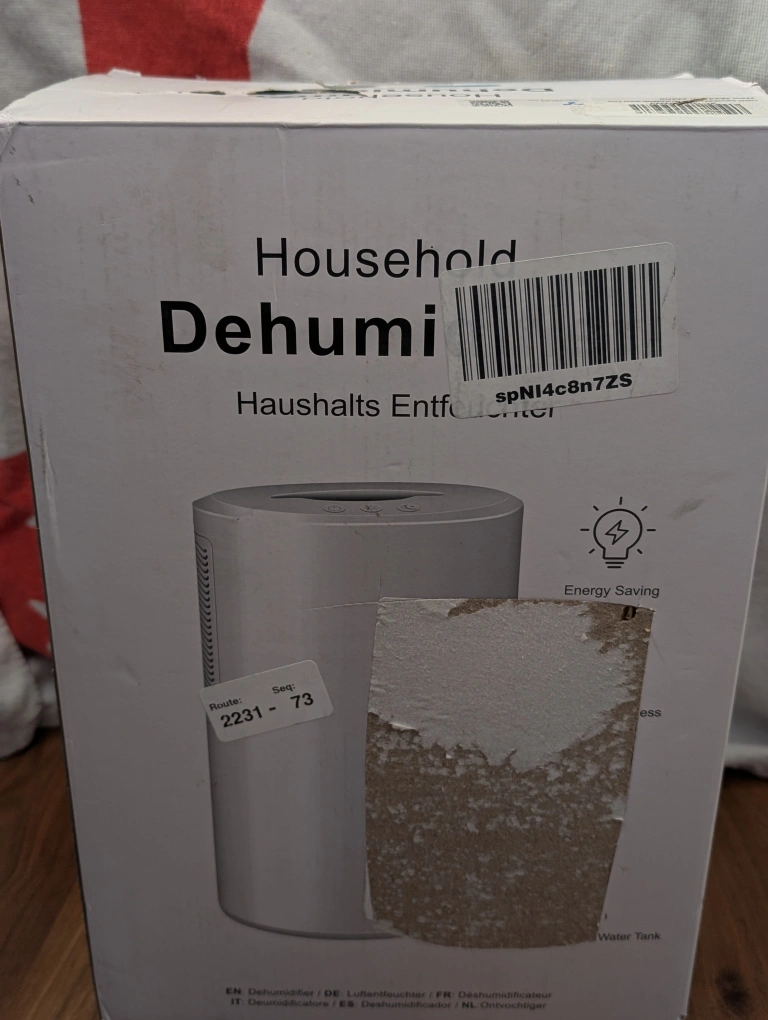 Household
Dehumi
spNI4c8n7ZS
Haushalts Entfeuchter
Energy Saving
Route: Seq:
2231 - 73
ess
Water Tank
EN: Dehumidifier / DE: Luftentfeuchter / FR: Déshumidificateur
IT: Deumidificatore / ES: Deshumidificador / NL: Ontvochtiger